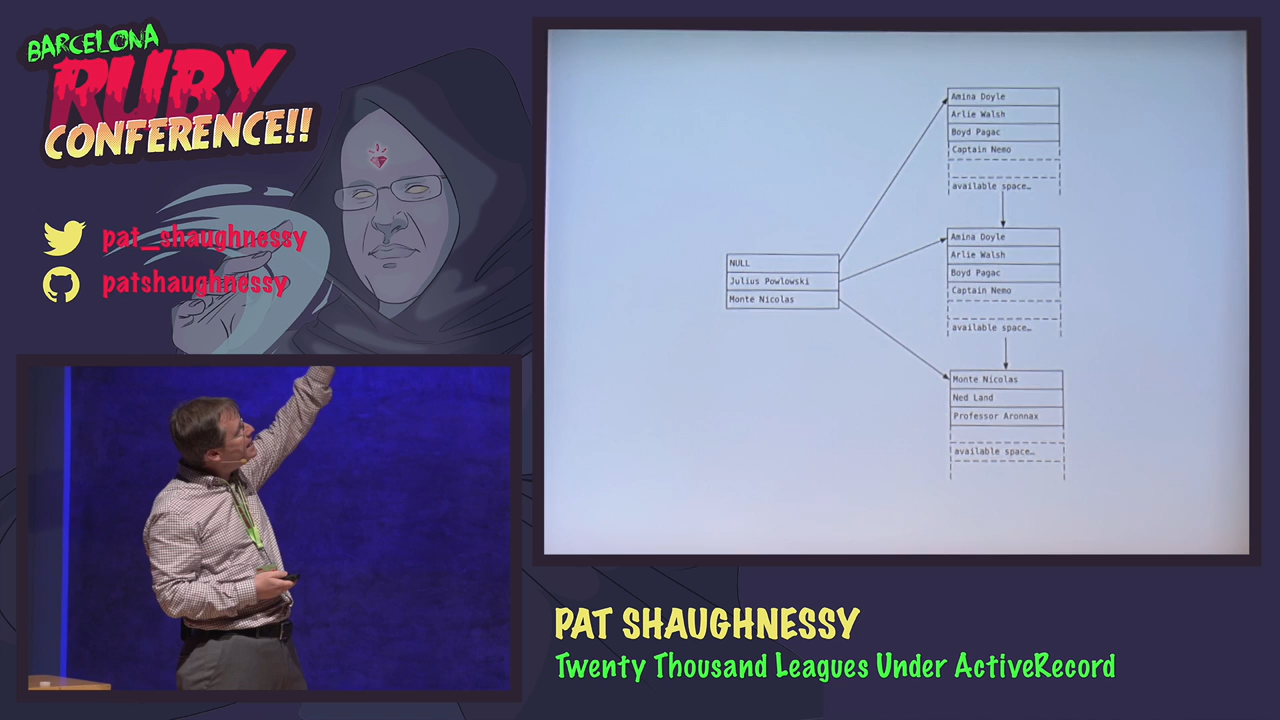 BARCELONA
RUBY
CONFERENCE!!
pat_shaughnessy
patshaughnessy
NULL
Julius Powlowski
Monte Nicolas
Amina Doyle
Arlie Walsh
Boyd Pagac
Captain Nemo
available space…
Amina Doyle
Arlie Walsh
Boyd Pagac
Captain Nemo
available space…
Monte Nicolas
Ned Land
Professor Aronnax
available space…
PAT SHAUGHNESSY
Twenty Thousand Leagues Under ActiveRecord